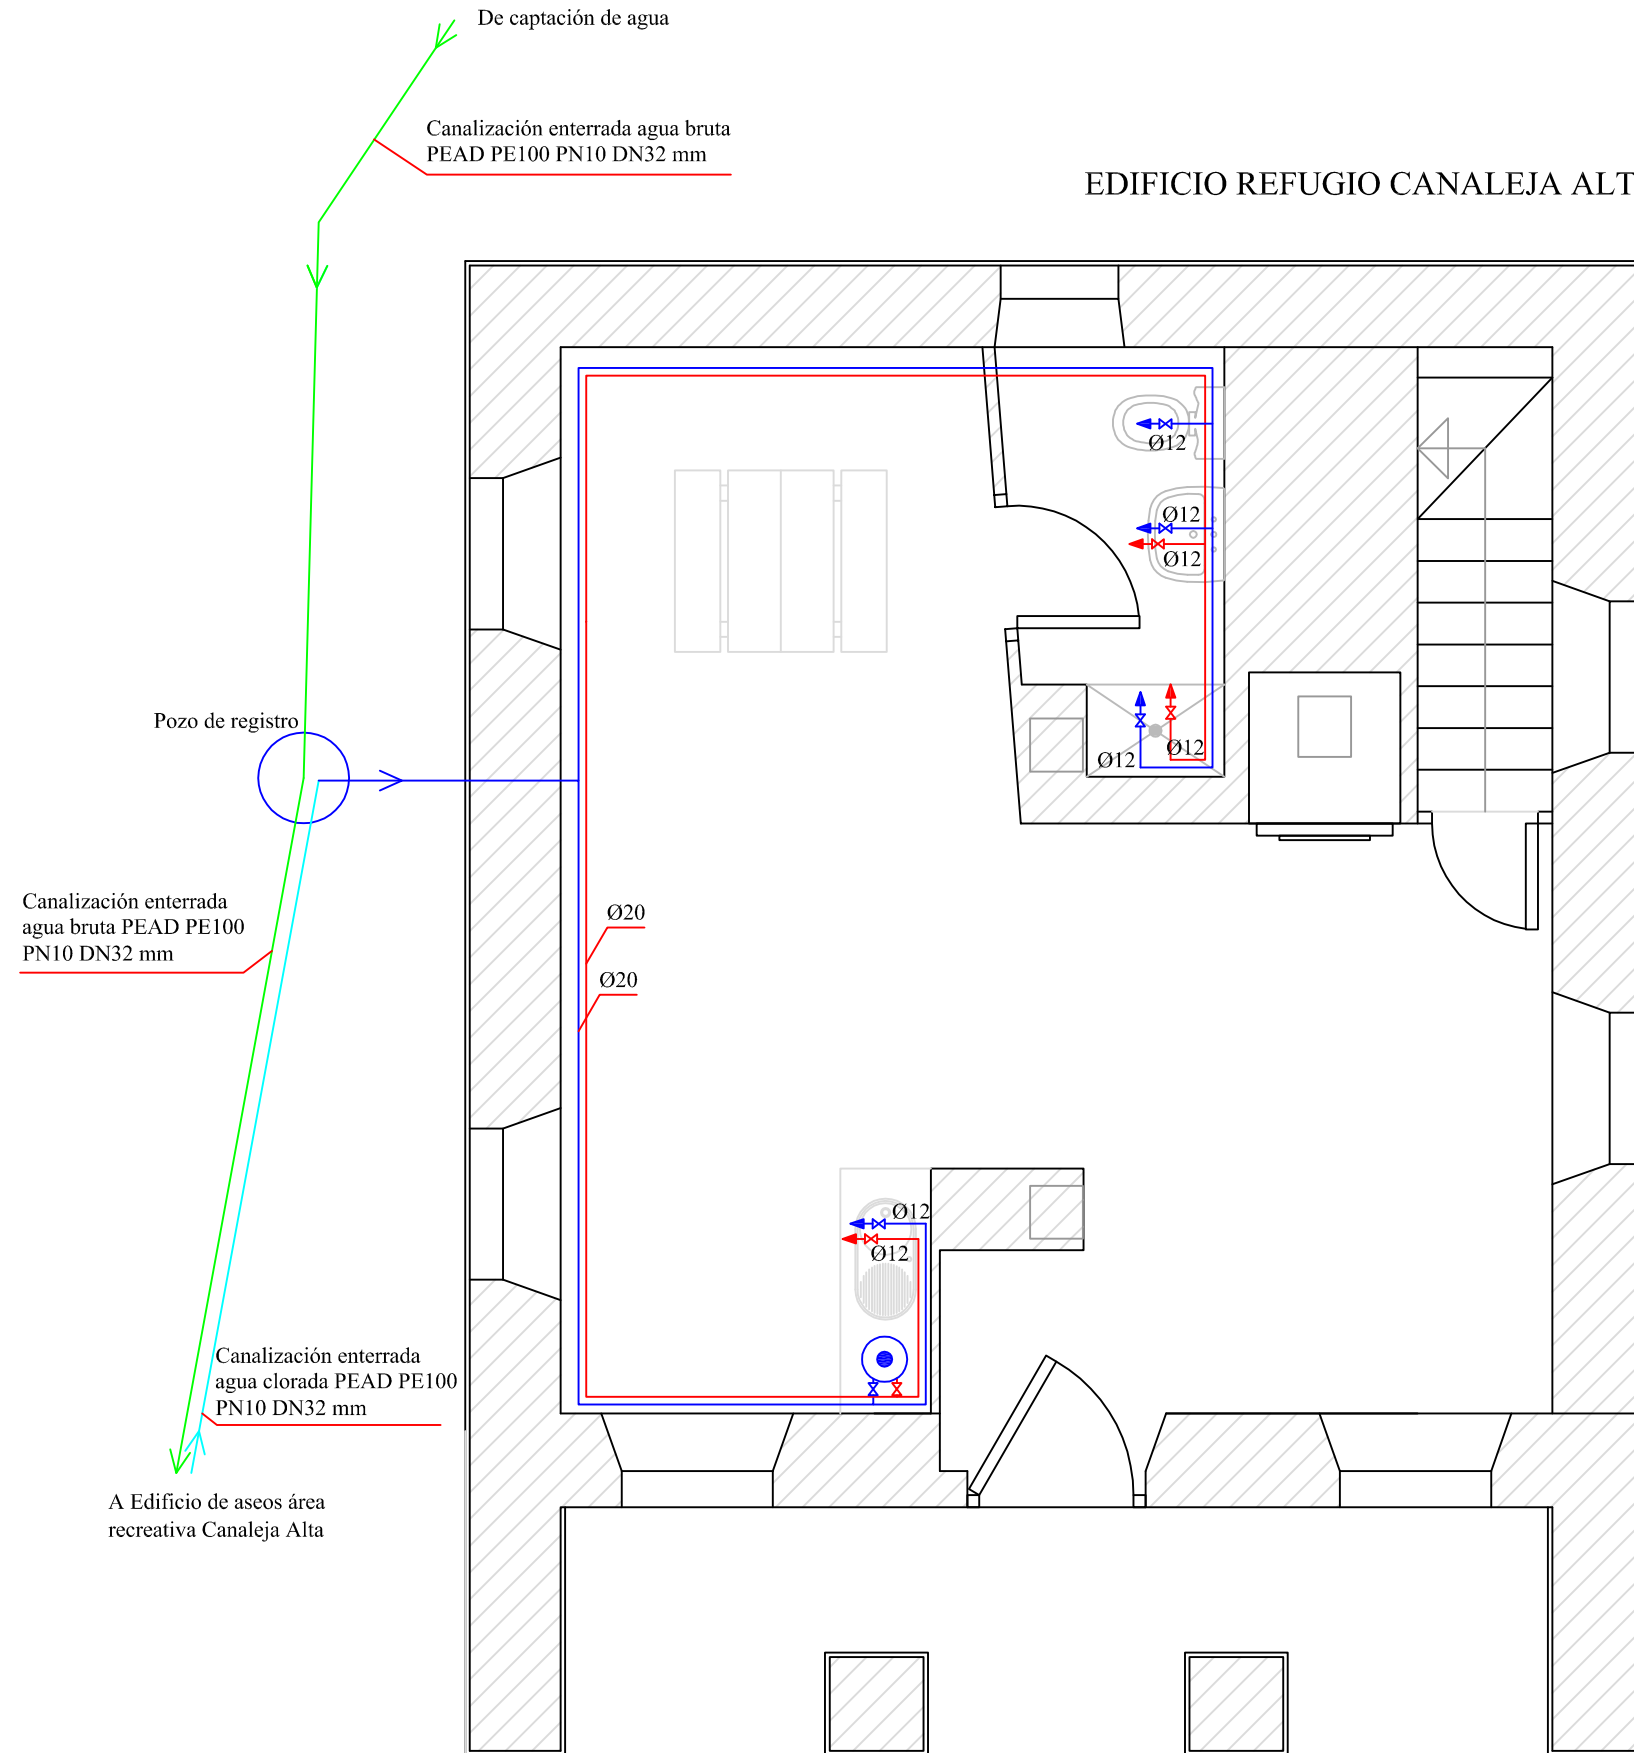 De captación de agua
Canalización enterrada agua bruta
PEAD PE100 PN10 DN32 mm
EDIFICIO REFUGIO CANALEJA ALT
Ø12
Ø12
Ø12
Pozo de registro
Ø12
Ø12
Canalización enterrada
agua bruta PEAD PE100
PN10 DN32 mm
Ø20
Ø20
Ø12
Ø12
Canalización enterrada
agua clorada PEAD PE100
PN10 DN32 mm
A Edificio de aseos área
recreativa Canaleja Alta